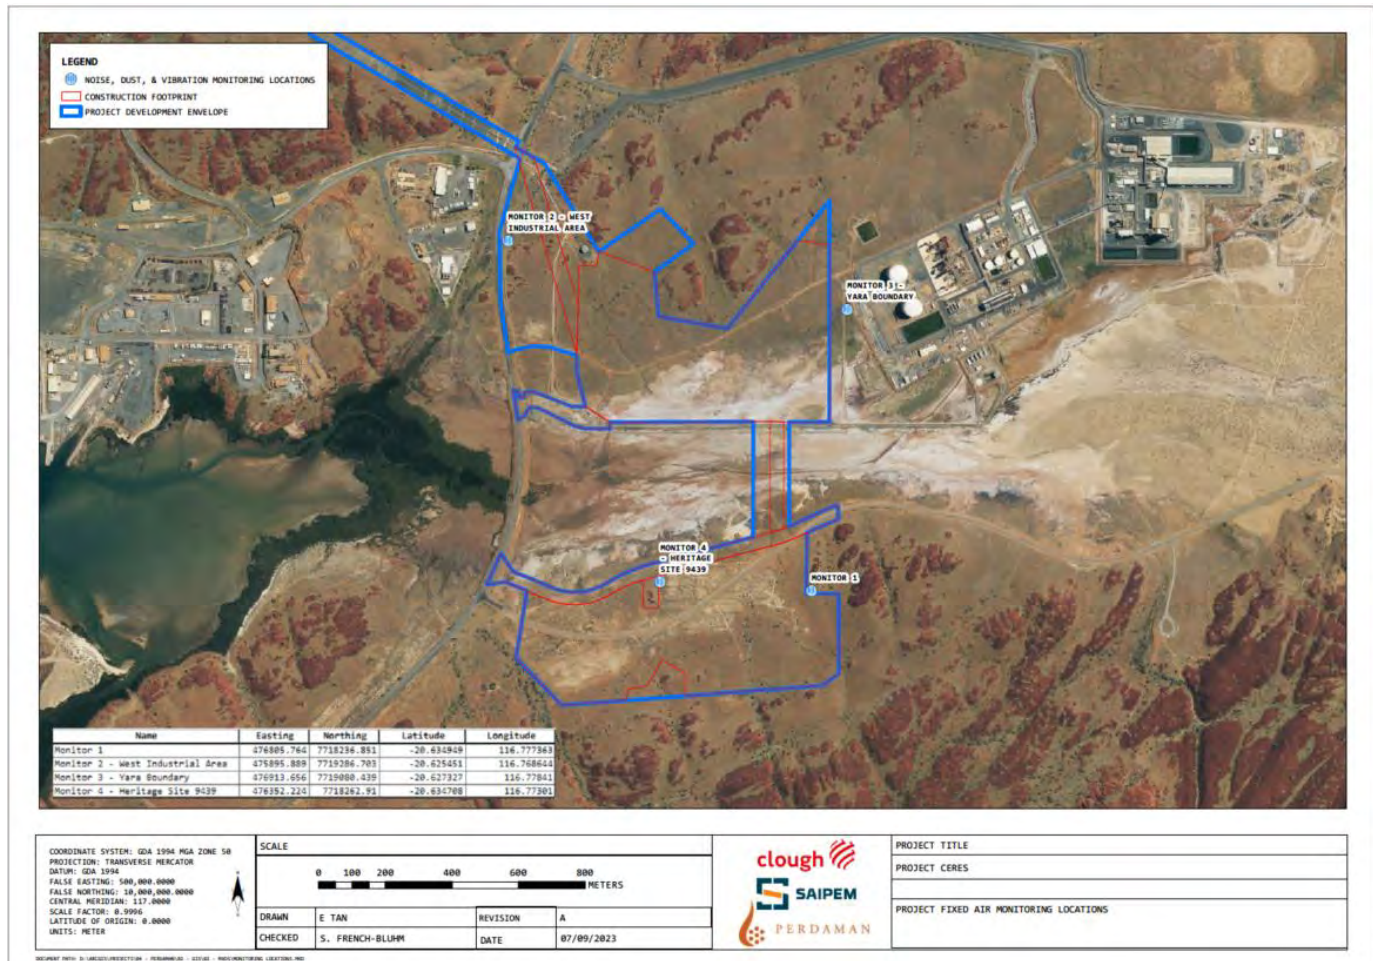 LEGEND
NOISE, DUST, & VIBRATION MONITORING LOCATIONS
CONSTRUCTION FOOTPRINT
PROJECT DEVELOPMENT ENVELOPE
MONITOR 2 - WEST
INDUSTRIAL AREA
MONITOR 3 -
YARA BOUNDARY
MONITOR 4
- HERITAGE
SITE 9439
MONITOR 1
Name Easting Northing Latitude Longitude
Monitor 1 476805.764 7718236.851 -20.634949 116.777363
Monitor 2 - West Industrial Area 475895.889 7719286.703 -20.625451 116.768644
Monitor 3 - Yara Boundary 476913.656 7719080.439 -20.627327 116.77841
Monitor 4 - Heritage Site 9439 476352.224 7718262.91 -20.634708 116.77301
COORDINATE SYSTEM: GDA 1994 MGA ZONE 50
PROJECTION: TRANSVERSE MERCATOR
DATUM: GDA 1994
FALSE EASTING: 500,000.0000
FALSE NORTHING: 10,000,000.0000
CENTRAL MERIDIAN: 117.0000
SCALE FACTOR: 0.9996
LATITUDE OF ORIGIN: 0.0000
UNITS: METER
SCALE
0 100 200 400 600 800
METERS
DRAWN E TAN REVISION A
CHECKED S. FRENCH-BLUHM DATE 07/09/2023
clough
SAIPEM
PERDAMAN
PROJECT TITLE
PROJECT CERES
PROJECT FIXED AIR MONITORING LOCATIONS